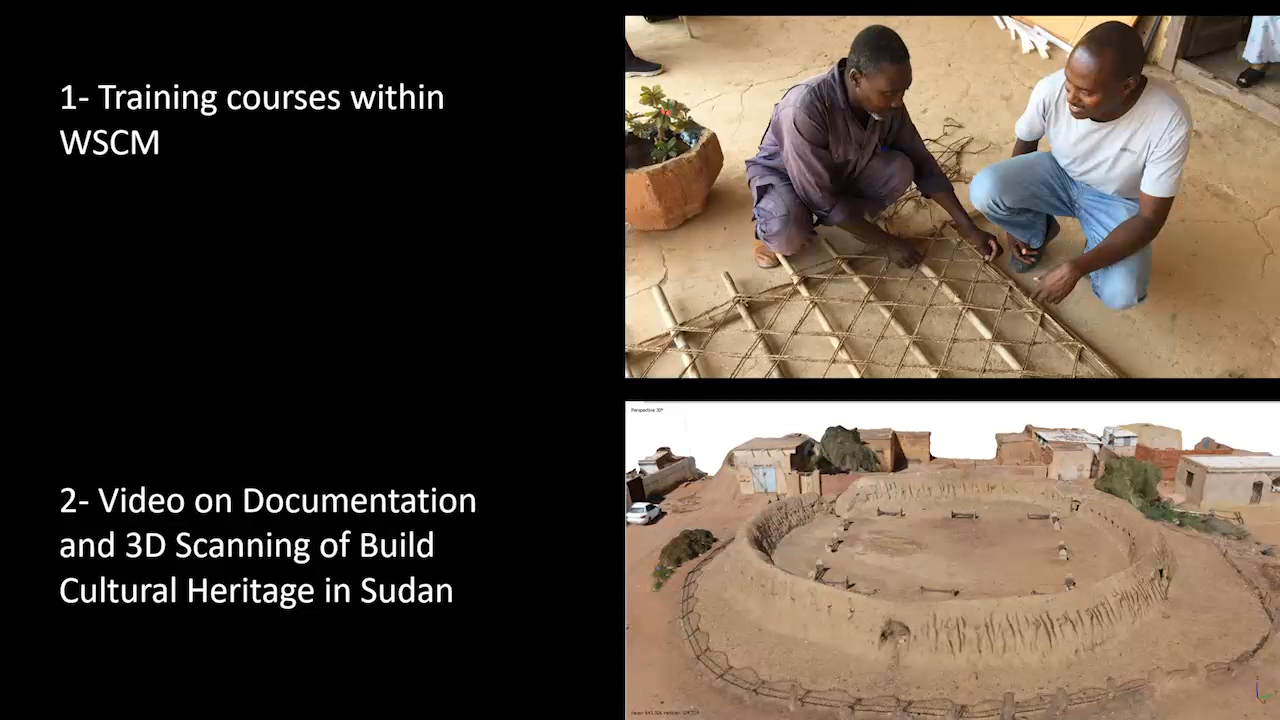 1- Training courses within
WSCM
Perspective 30°
2- Video on Documentation
and 3D Scanning of Build
Cultural Heritage in Sudan